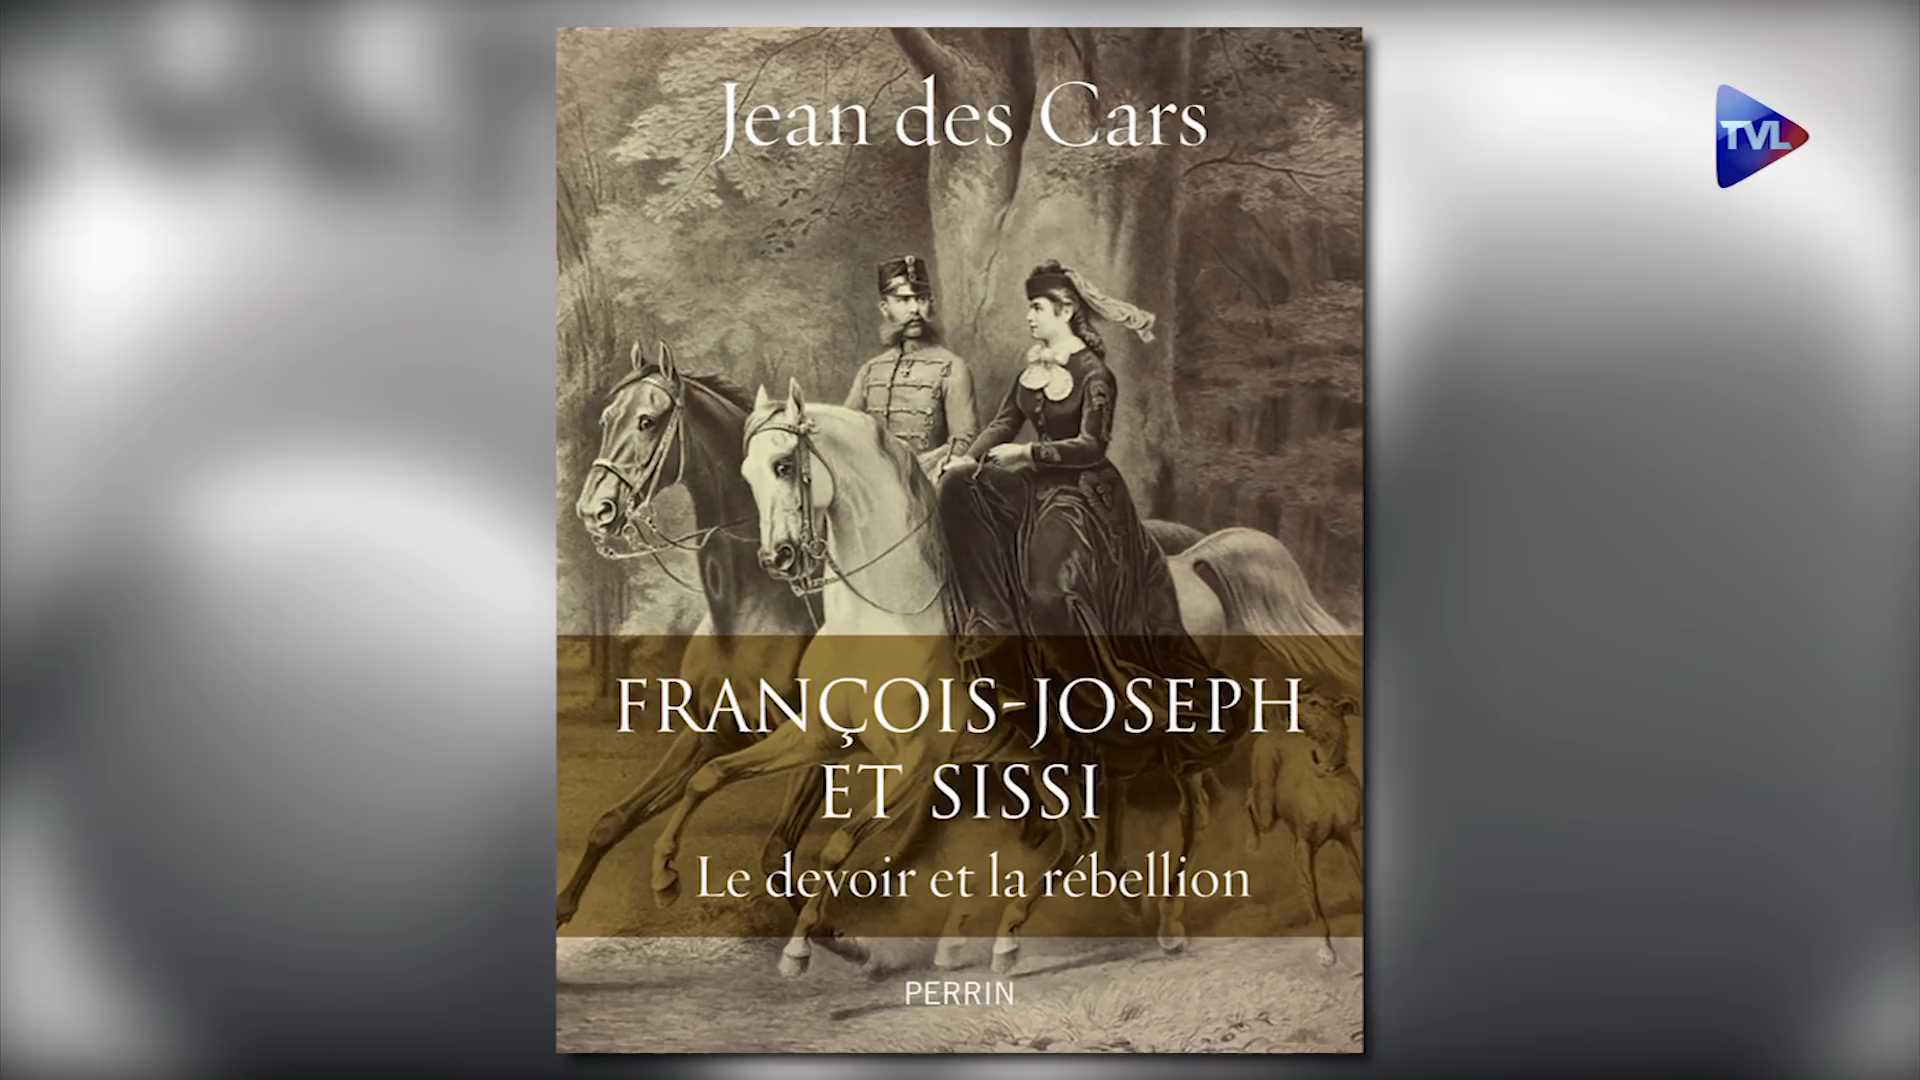 Jean des Cars
TVL
FRANÇOIS-JOSEPH
ET SISSI
Le devoir et la rébellion
PERRIN